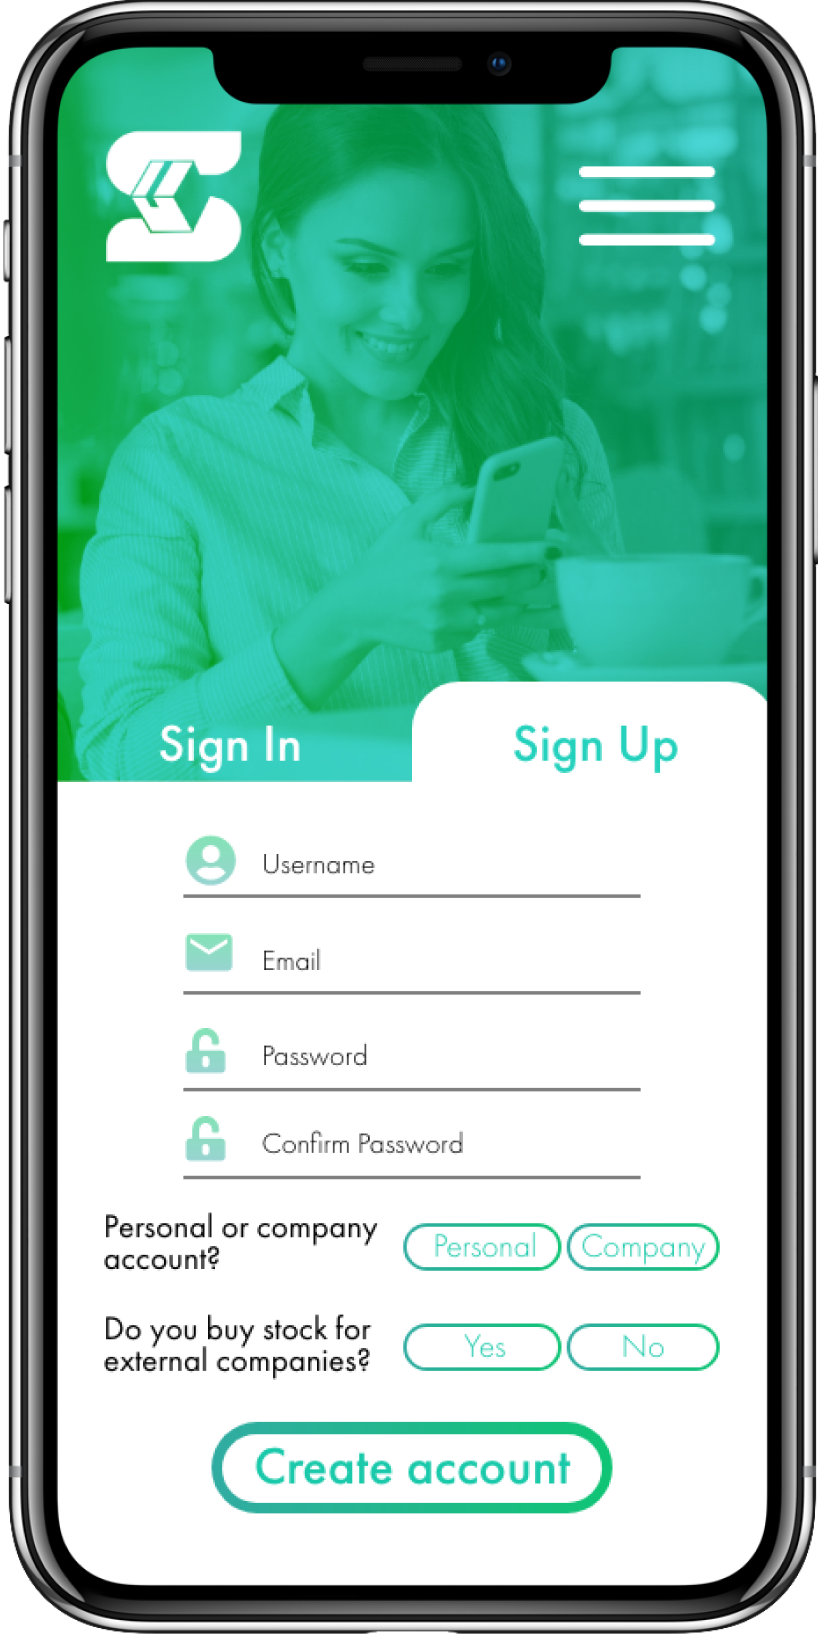 Sign In
Sign Up
Username
Email
Password
Confirm Password
Personal or company
account?
Personal
Company
Do you buy stock for
external companies?
Yes
No
Create account